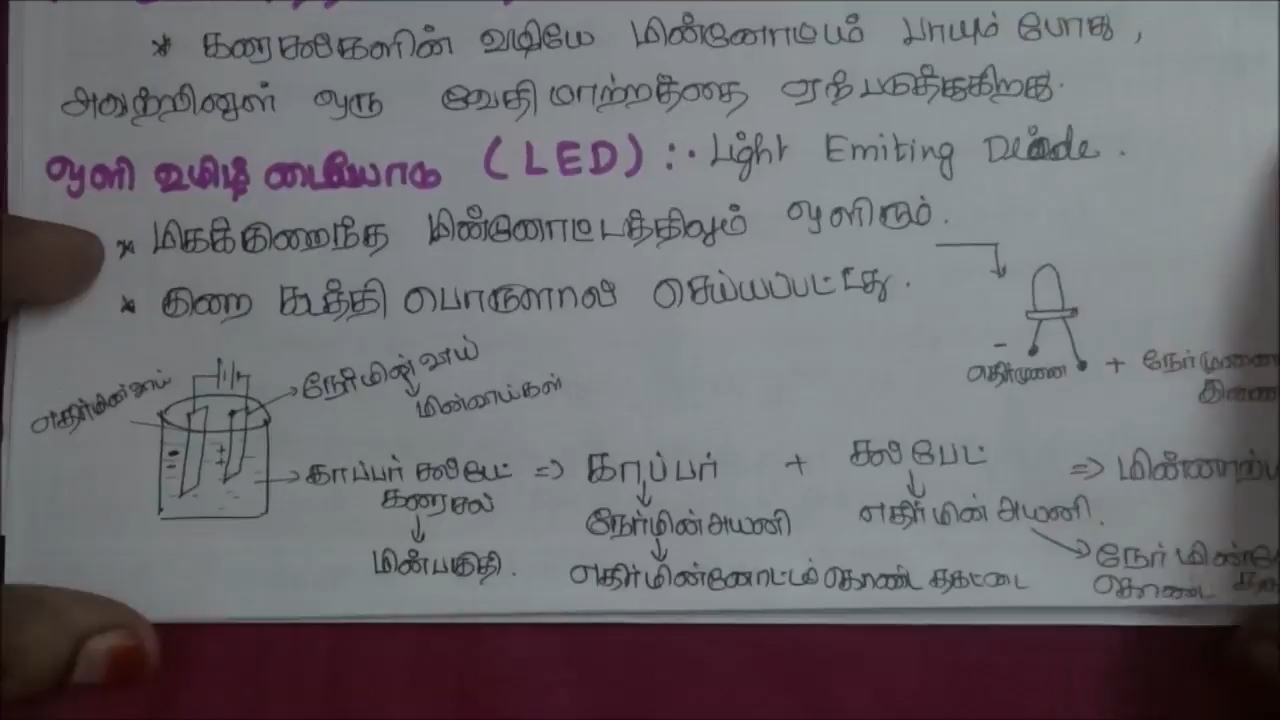 * கரைசல்களின் வழியே மின்னோட்டம் பாயும் போது,
அவற்றினுள் ஒரு வேதி மாற்றத்தை ஏற்படுத்துகிறது.
ஒளி உமிழ் டையோடு (LED) :- Light Emiting Diode.
* மிகக்குறைந்த மின்னோட்டத்திலும் ஒளிரும்.
* குறை கடத்தி பொருளால் செய்யப்பட்டது.
- எதிர்முனை + நேர்முனை
எதிர்மின்வாய் நேர்மின் வாய்
மின்வாய்கள்
காப்பர் சல்பேட் => காப்பர் + சல்பேட் =>
கரைசல்
நேர்மின் அயனி எதிர் மின் அயனி.
மின்பகுதி. எதிர்மின்னோட்டம் கொண்ட தகட்டை